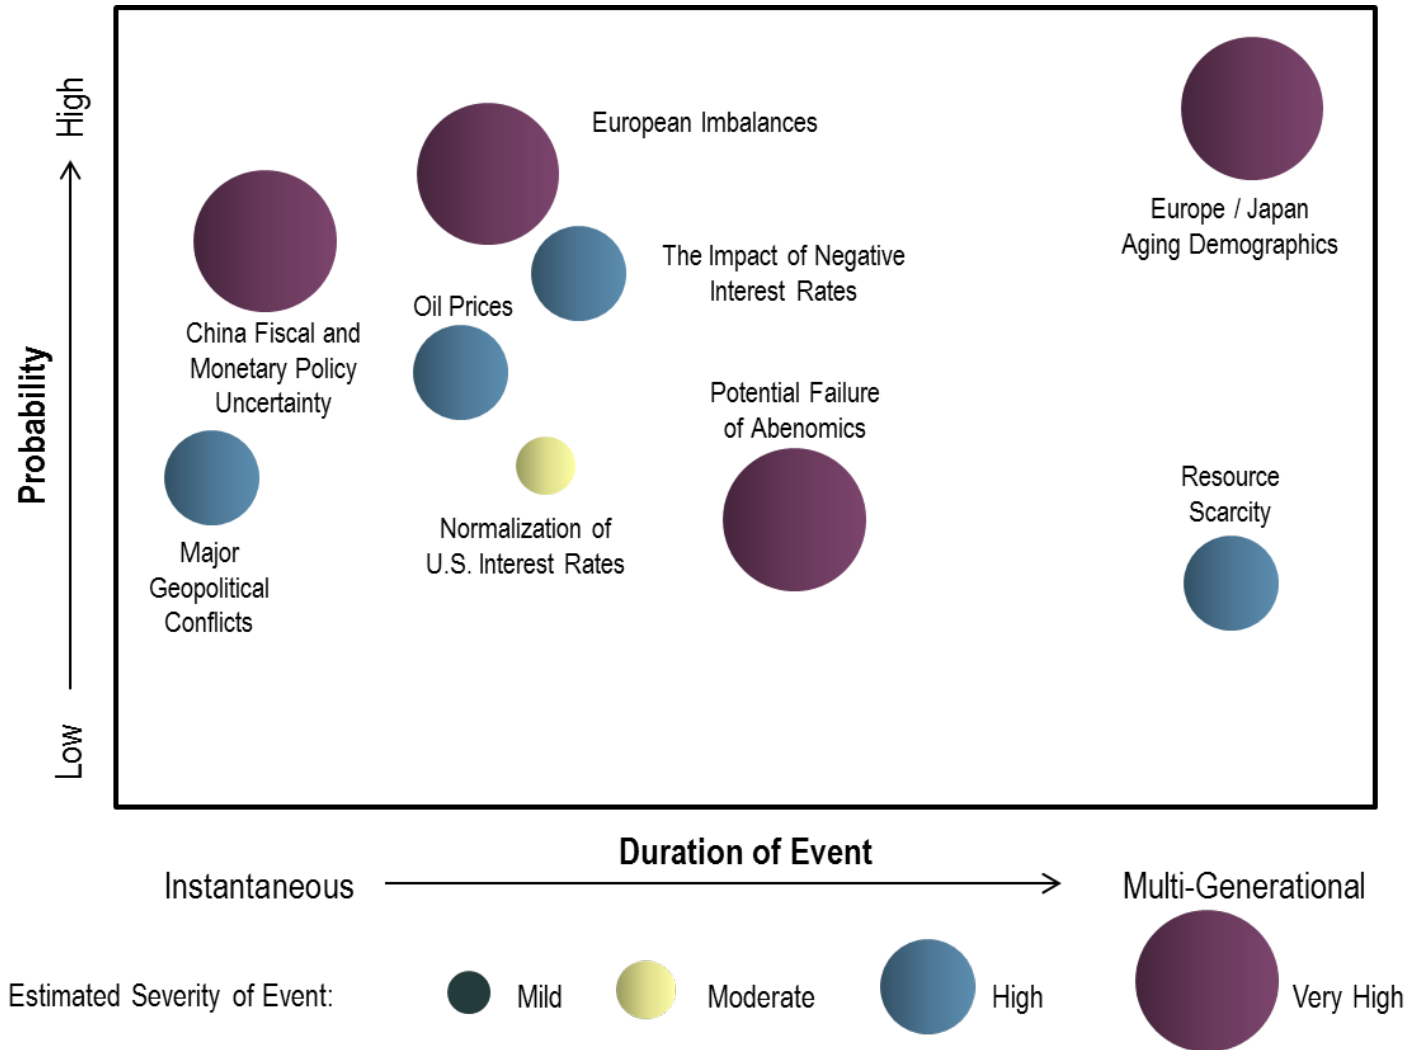 High
Probability
Low
European Imbalances
Europe / Japan
Aging Demographics
The Impact of Negative
Interest Rates
Oil Prices
China Fiscal and
Monetary Policy
Uncertainty
Potential Failure
of Abenomics
Resource
Scarcity
Normalization of
U.S. Interest Rates
Major
Geopolitical
Conflicts
Duration of Event
Instantaneous
Multi-Generational
Estimated Severity of Event:
Mild
Moderate
High
Very High